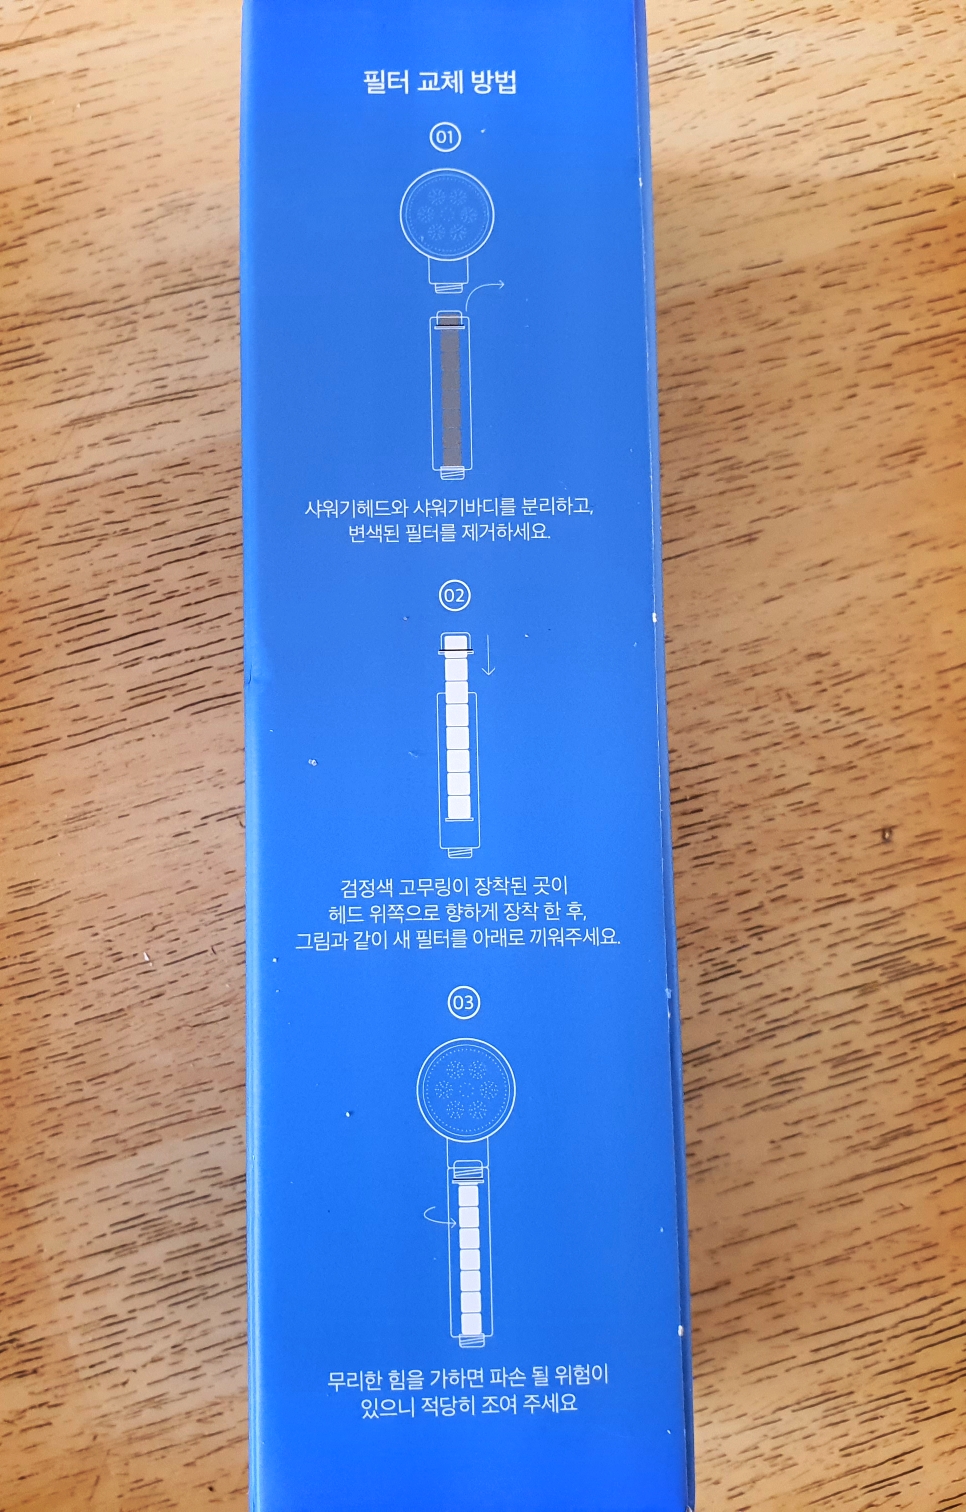 필터 교체 방법
01
샤워기헤드와 샤워기바디를 분리하고,
변색된 필터를 제거하세요.
02
검정색 고무링이 장착된 곳이
헤드 위쪽으로 향하게 장착 한 후,
그림과 같이 새 필터를 아래로 끼워주세요.
03
무리한 힘을 가하면 파손 될 위험이
있으니 적당히 조여 주세요